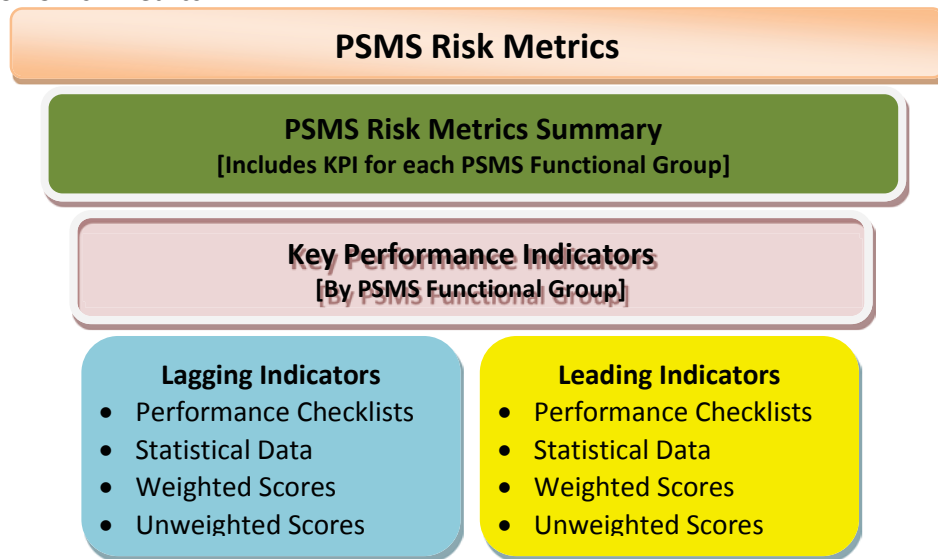 PSMS Risk Metrics
PSMS Risk Metrics Summary
[Includes KPI for each PSMS Functional Group]
Key Performance Indicators
[By PSMS Functional Group]
Lagging Indicators
• Performance Checklists
• Statistical Data
• Weighted Scores
• Unweighted Scores
Leading Indicators
• Performance Checklists
• Statistical Data
• Weighted Scores
• Unweighted Scores